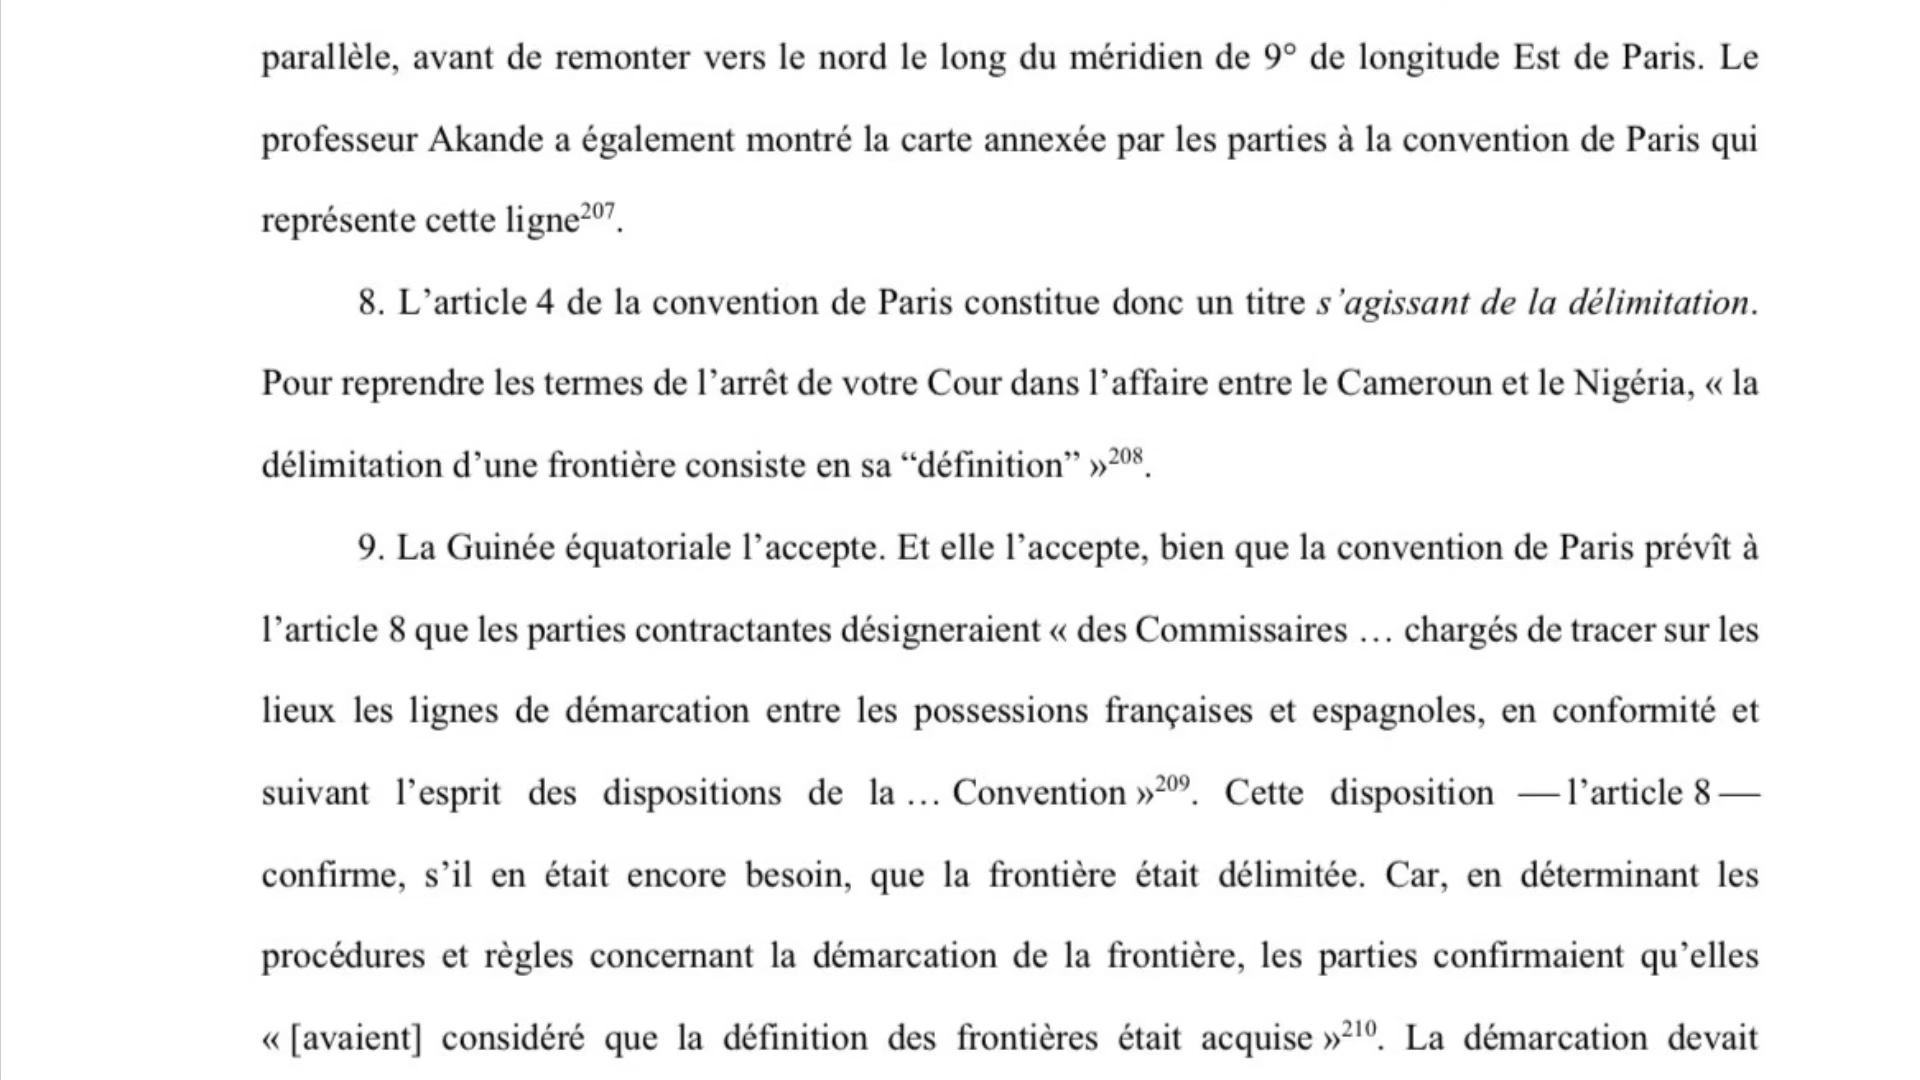 parallèle, avant de remonter vers le nord le long du méridien de 9° de longitude Est de Paris. Le
professeur Akande a également montré la carte annexée par les parties à la convention de Paris qui
représente cette ligne207.
8. L’article 4 de la convention de Paris constitue donc un titre s’agissant de la délimitation.
Pour reprendre les termes de l’arrêt de votre Cour dans l’affaire entre le Cameroun et le Nigéria, « la
délimitation d’une frontière consiste en sa “définition” »208.
9. La Guinée équatoriale l’accepte. Et elle l’accepte, bien que la convention de Paris prévît à
l’article 8 que les parties contractantes désigneraient « des Commissaires … chargés de tracer sur les
lieux les lignes de démarcation entre les possessions françaises et espagnoles, en conformité et
suivant l’esprit des dispositions de la … Convention »209. Cette disposition — l’article 8 —
confirme, s’il en était encore besoin, que la frontière était délimitée. Car, en déterminant les
procédures et règles concernant la démarcation de la frontière, les parties confirmaient qu’elles
« [avaient] considéré que la définition des frontières était acquise »210. La démarcation devait